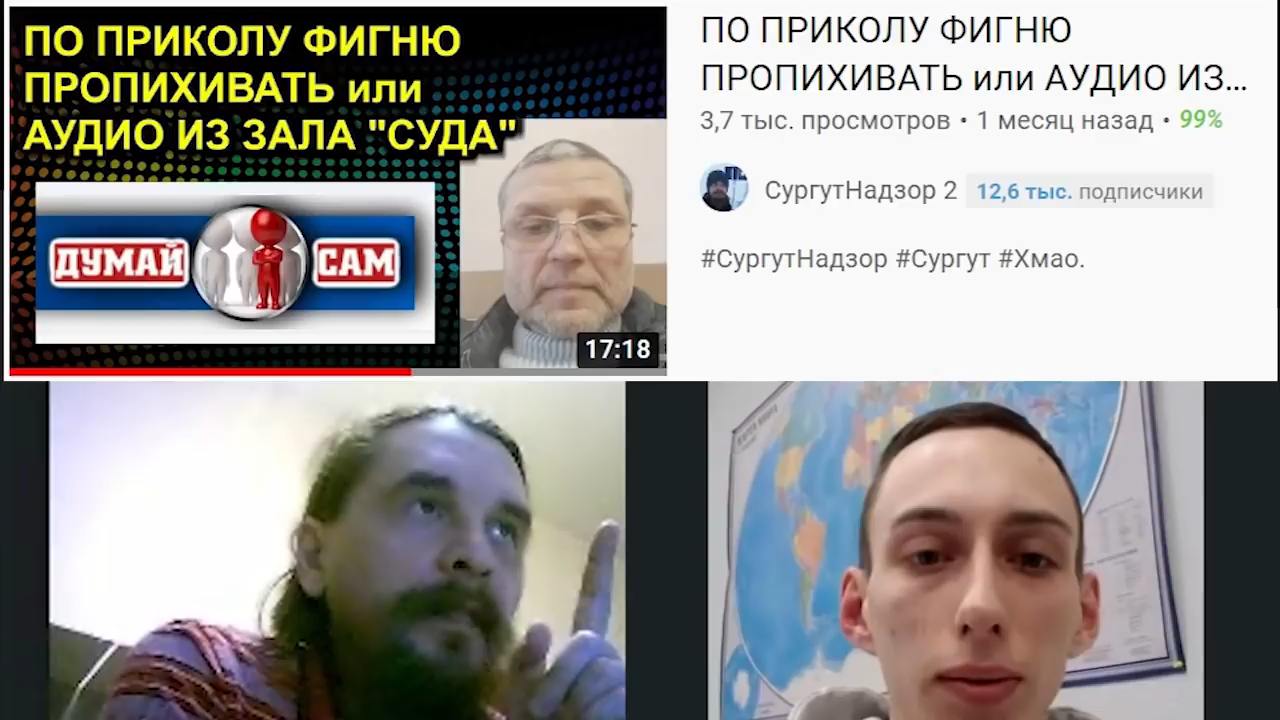 ПО ПРИКОЛУ ФИГНЮ
ПРОПИХИВАТЬ или
АУДИО ИЗ ЗАЛА "СУДА"
ДУМАЙ САМ
17:18
ПО ПРИКОЛУ ФИГНЮ
ПРОПИХИВАТЬ или АУДИО ИЗ...
3,7 тыс. просмотров • 1 месяц назад • 99%
СургутНадзор 2 12,6 тыс. подписчики
#СургутНадзор #Сургут #Хмао.